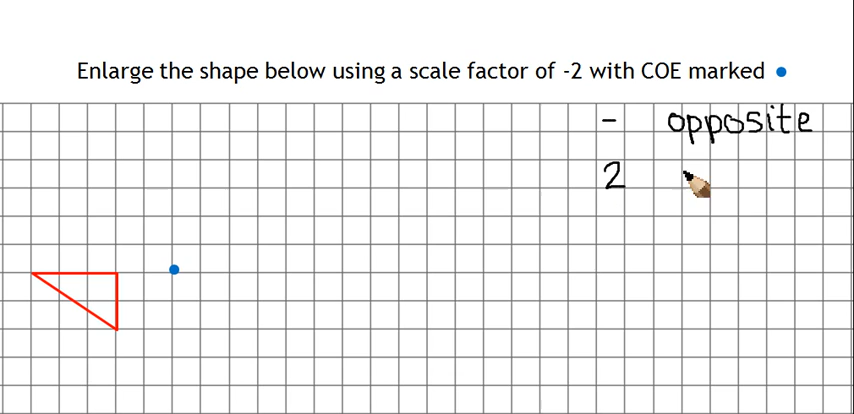 Enlarge the shape below using a scale factor of -2 with COE marked
- opposite
2